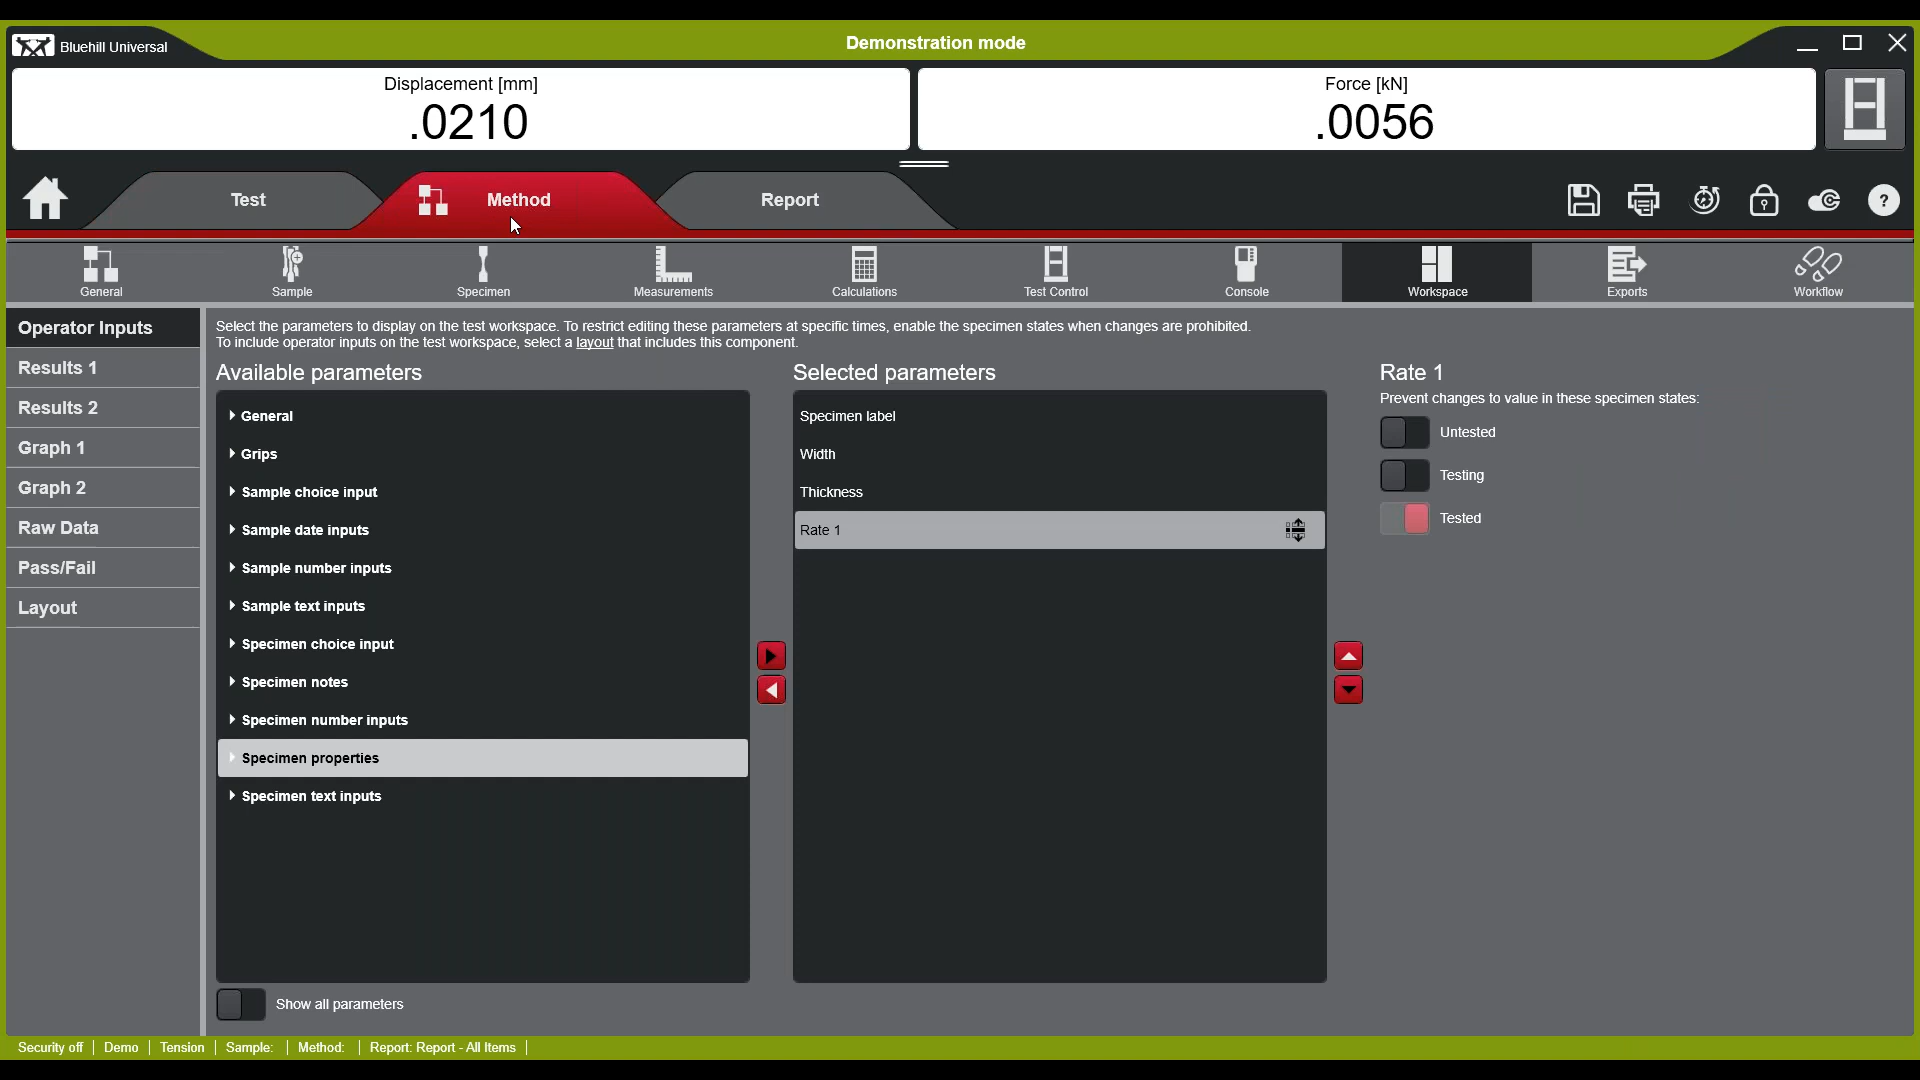 Bluehill Universal
Demonstration mode
Displacement [mm]
.0210
Force [kN]
.0056
Test
Method
Report
?
General
Sample
Specimen
Measurements
Calculations
Test Control
Console
Workspace
Exports
Workflow
Operator Inputs
Results 1
Results 2
Graph 1
Graph 2
Raw Data
Pass/Fail
Layout
Select the parameters to display on the test workspace. To restrict editing these parameters at specific times, enable the specimen states when changes are prohibited.
To include operator inputs on the test workspace, select a layout that includes this component.
Available parameters
General
Grips
Sample choice input
Sample date inputs
Sample number inputs
Sample text inputs
Specimen choice input
Specimen notes
Specimen number inputs
Specimen properties
Specimen text inputs
Show all parameters
Selected parameters
Specimen label
Width
Thickness
Rate 1
Rate 1
Prevent changes to value in these specimen states:
Untested
Testing
Tested
Security off
Demo
Tension
Sample:
Method:
Report: Report - All Items